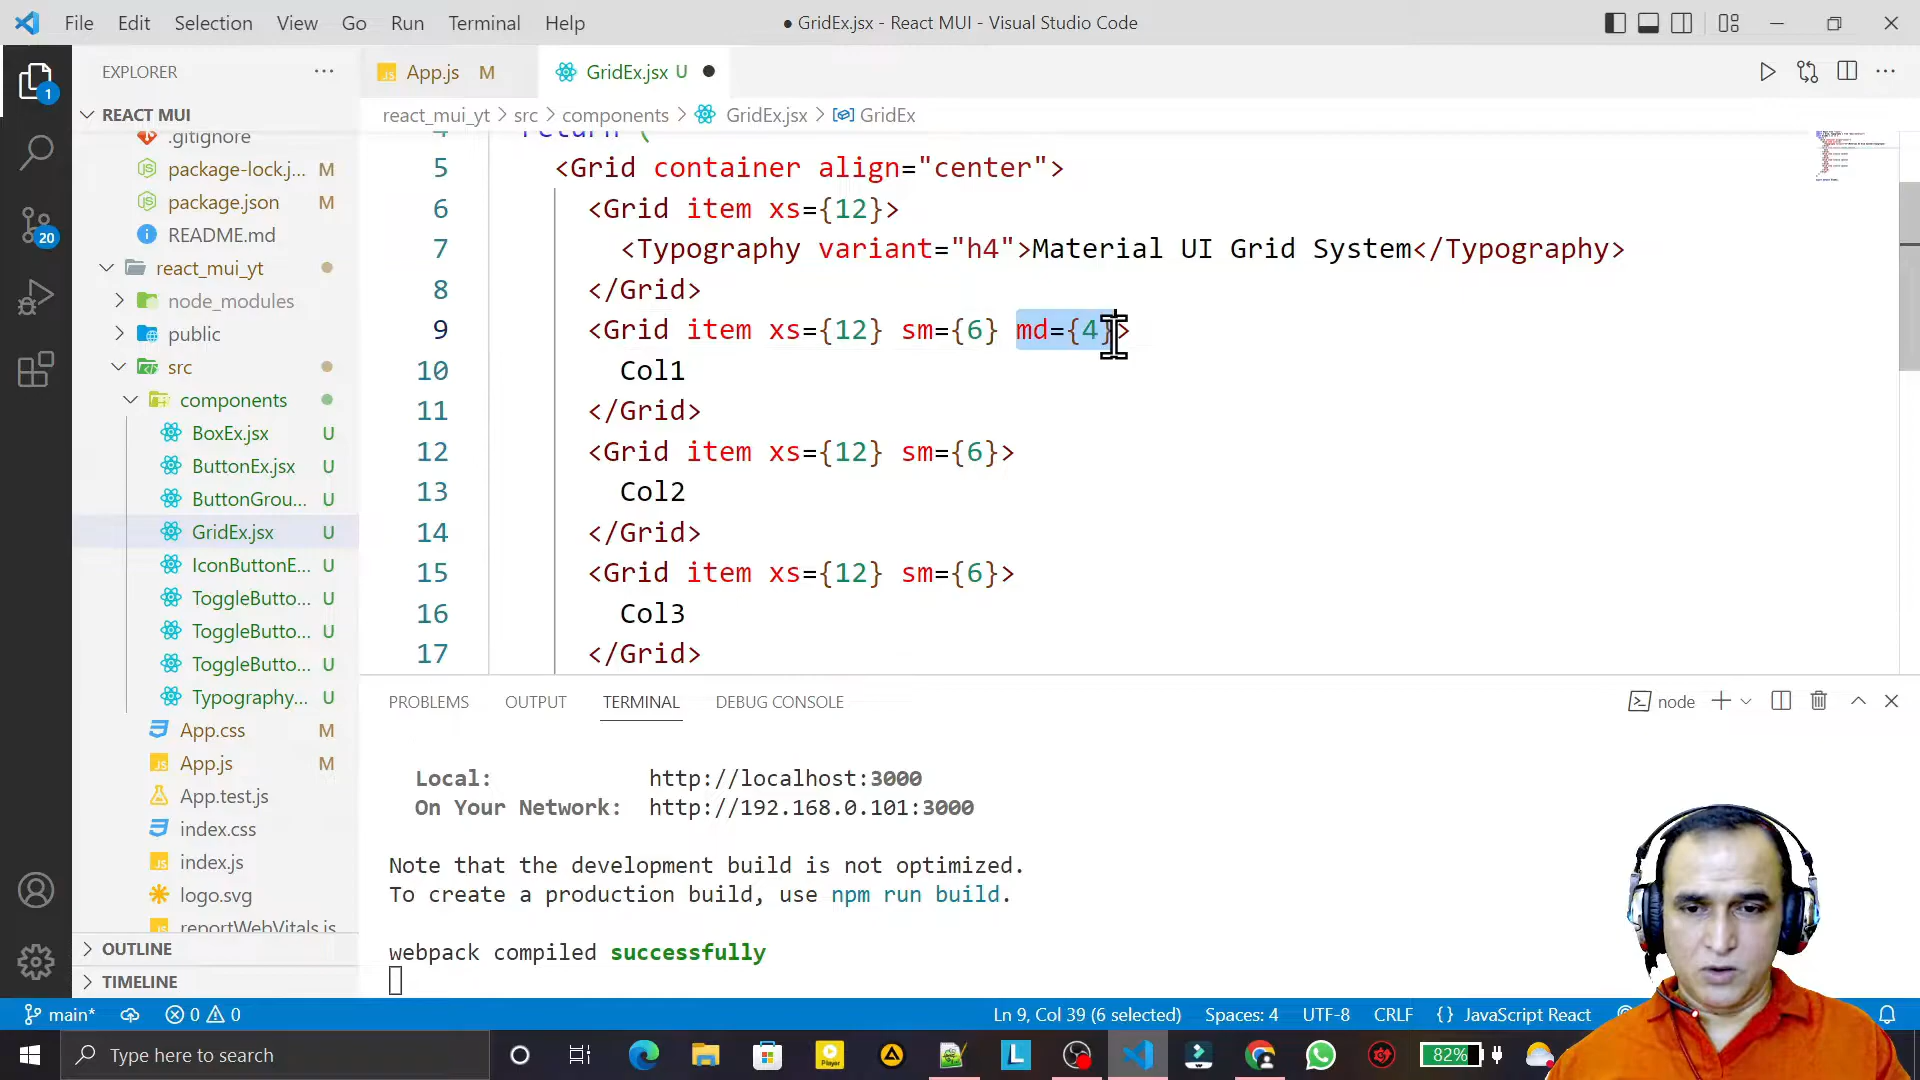 File Edit Selection View Go Run Terminal Help
● GridEx.jsx - React MUI - Visual Studio Code
1
20
EXPLORER
REACT MUI
.gitignore
package-lock.j... M
package.json M
README.md
react_mui_yt
node_modules
public
src
components
BoxEx.jsx U
ButtonEx.jsx U
ButtonGrou... U
GridEx.jsx U
IconButtonE... U
ToggleButto... U
ToggleButto... U
ToggleButto... U
Typography... U
App.css M
App.js M
App.test.js
index.css
index.js
logo.svg
reportWebVitals.js
OUTLINE
TIMELINE
App.js M
GridEx.jsx U
react_mui_yt > src > components > GridEx.jsx > GridEx
4 return (
5 <Grid container align="center">
6 <Grid item xs={12}>
7 <Typography variant="h4">Material UI Grid System</Typography>
8 </Grid>
9 <Grid item xs={12} sm={6} md={4}>
10 Col1
11 </Grid>
12 <Grid item xs={12} sm={6}>
13 Col2
14 </Grid>
15 <Grid item xs={12} sm={6}>
16 Col3
17 </Grid>
PROBLEMS OUTPUT TERMINAL DEBUG CONSOLE
node
Local: http://localhost:3000
On Your Network: http://192.168.0.101:3000
Note that the development build is not optimized.
To create a production build, use npm run build.
webpack compiled successfully
main* 0 0
Ln 9, Col 39 (6 selected) Spaces: 4 UTF-8 CRLF {} JavaScript React
Type here to search
Player
L
82%